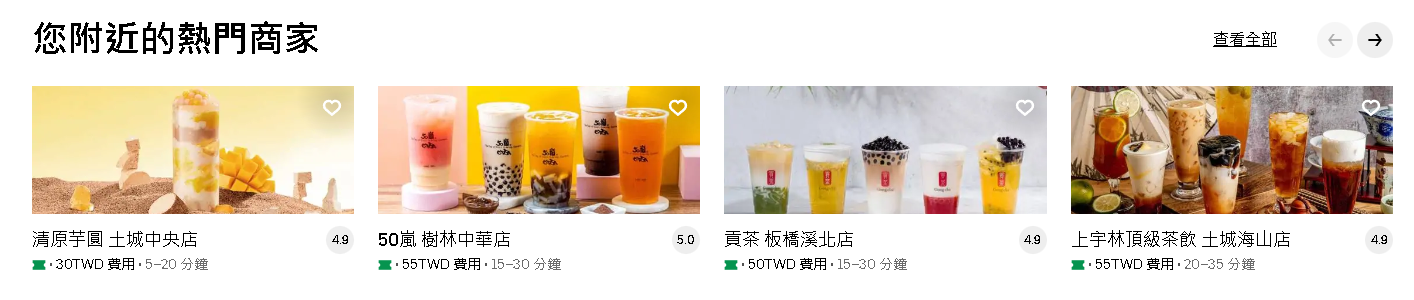 您附近的熱門商家
查看全部
清原芋圓 土城中央店
4.9
• 30TWD 費用 • 5–20 分鐘
50嵐 樹林中華店
5.0
• 55TWD 費用 • 15–30 分鐘
貢茶 板橋溪北店
4.9
• 50TWD 費用 • 15–30 分鐘
上宇林頂級茶飲 土城海山店
4.9
• 55TWD 費用 • 20–35 分鐘